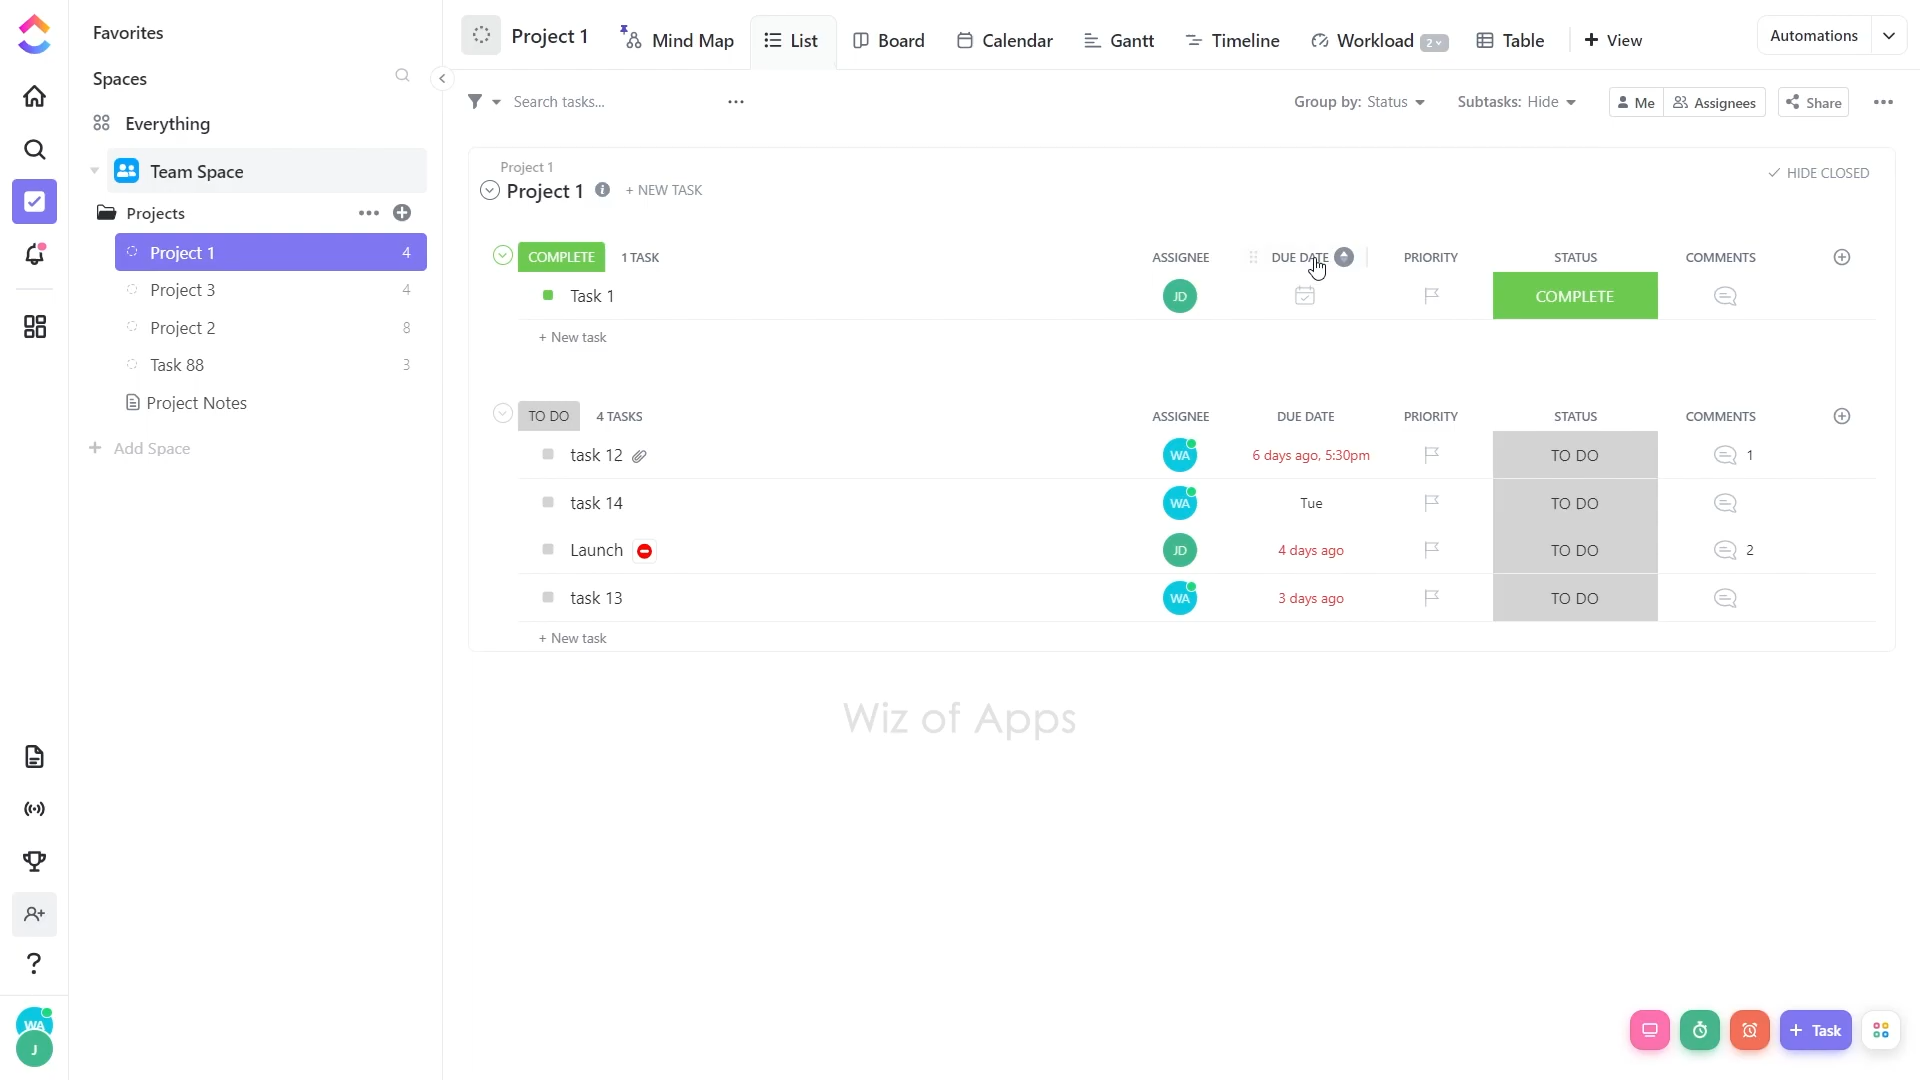 Favorites
Spaces
Everything
Team Space
Projects
Project 1 4
Project 3 4
Project 2 8
Task 88 3
Project Notes
+ Add Space
WA
J
Project 1
Mind Map
List
Board
Calendar
Gantt
Timeline
Workload 2
Table
+ View
Automations
Search tasks...
Group by: Status
Subtasks: Hide
Me
Assignees
Share
Project 1
Project 1 + NEW TASK
HIDE CLOSED
COMPLETE 1 TASK ASSIGNEE DUE DATE PRIORITY STATUS COMMENTS
Task 1 JD COMPLETE
+ New task
TO DO 4 TASKS ASSIGNEE DUE DATE PRIORITY STATUS COMMENTS
task 12 WA 6 days ago, 5:30pm TO DO 1
task 14 WA Tue TO DO
Launch JD 4 days ago TO DO 2
task 13 WA 3 days ago TO DO
+ New task
Wiz of Apps
+ Task